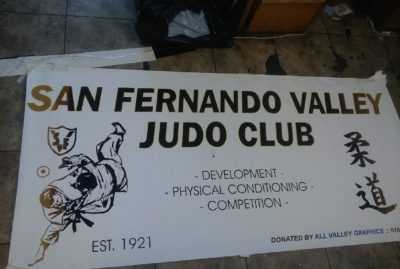 SAN FERNANDO VALLEY
JUDO CLUB
- DEVELOPMENT -
- PHYSICAL CONDITIONING -
- COMPETITION -
柔
道
EST. 1921
DONATED BY ALL VALLEY GRAPHICS ::